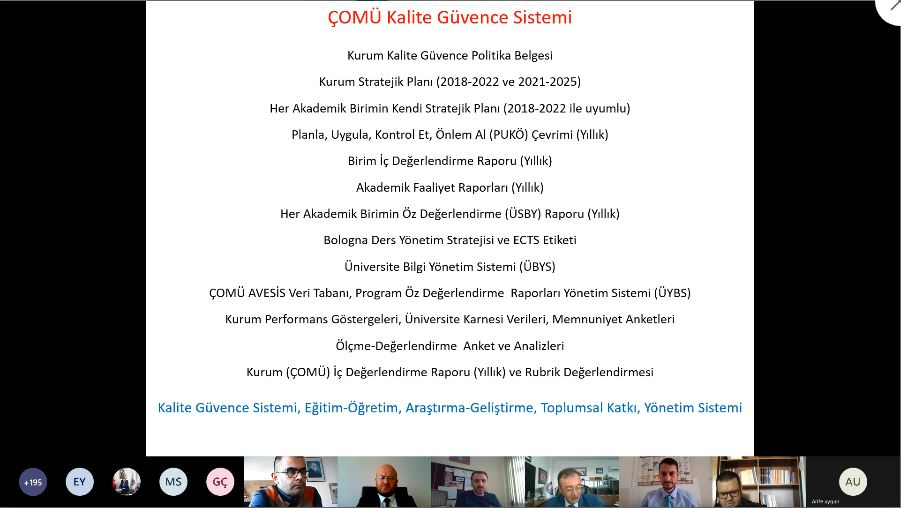 ÇOMÜ Kalite Güvence Sistemi
Kurum Kalite Güvence Politika Belgesi
Kurum Stratejik Planı (2018-2022 ve 2021-2025)
Her Akademik Birimin Kendi Stratejik Planı (2018-2022 ile uyumlu)
Planla, Uygula, Kontrol Et, Önlem Al (PUKÖ) Çevrimi (Yıllık)
Birim İç Değerlendirme Raporu (Yıllık)
Akademik Faaliyet Raporları (Yıllık)
Her Akademik Birimin Öz Değerlendirme (ÜSBY) Raporu (Yıllık)
Bologna Ders Yönetim Stratejisi ve ECTS Etiketi
Üniversite Bilgi Yönetim Sistemi (ÜBYS)
ÇOMÜ AVESİS Veri Tabanı, Program Öz Değerlendirme Raporları Yönetim Sistemi (ÜYBS)
Kurum Performans Göstergeleri, Üniversite Karnesi Verileri, Memnuniyet Anketleri
Ölçme-Değerlendirme Anket ve Analizleri
Kurum (ÇOMÜ) İç Değerlendirme Raporu (Yıllık) ve Rubrik Değerlendirmesi
Kalite Güvence Sistemi, Eğitim-Öğretim, Araştırma-Geliştirme, Toplumsal Katkı, Yönetim Sistemi
+195 EY MS GÇ AU
Arife uygun